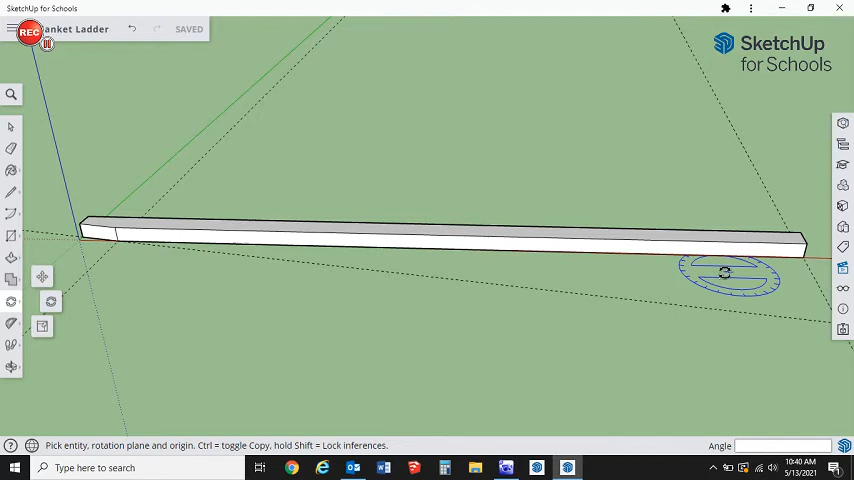 SketchUp for Schools
REC
anket Ladder
SAVED
SketchUp
for Schools
Pick entity, rotation plane and origin. Ctrl = toggle Copy, hold Shift = Lock inferences.
Angle
Type here to search
10:40 AM
5/13/2021